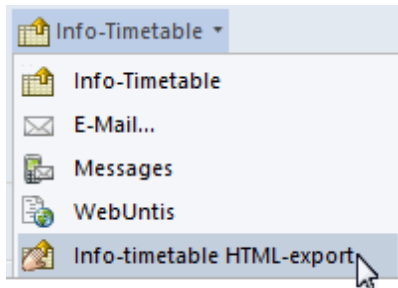 Info-Timetable
Info-Timetable
E-Mail...
Messages
WebUntis
Info-timetable HTML-export